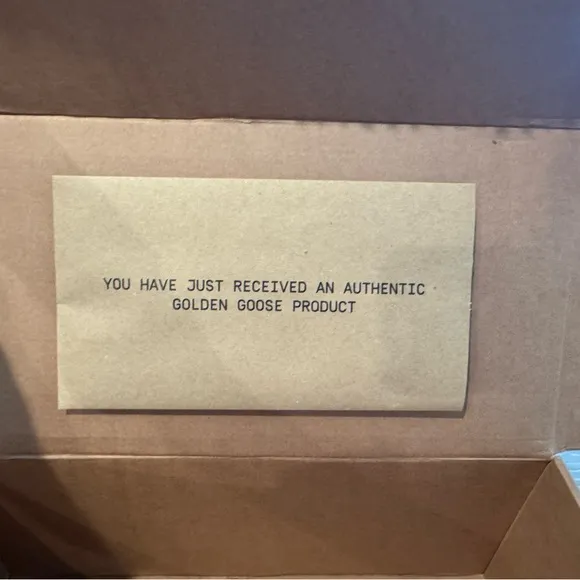 YOU HAVE JUST RECEIVED AN AUTHENTIC
GOLDEN GOOSE PRODUCT